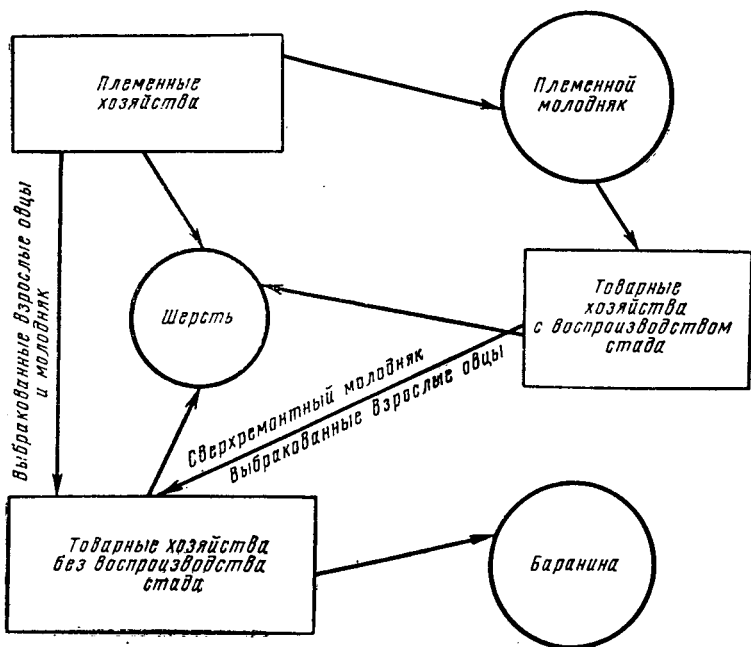 Племенные
хозяйства
Племенной
молодняк
Выбракованные взрослые овцы
и молодняк
Шерсть
Товарные
хозяйства
с воспроизводством
стада
Сверхремонтный молодняк
Выбракованные взрослые овцы
Товарные хозяйства
без воспроизводства
стада
Баранина